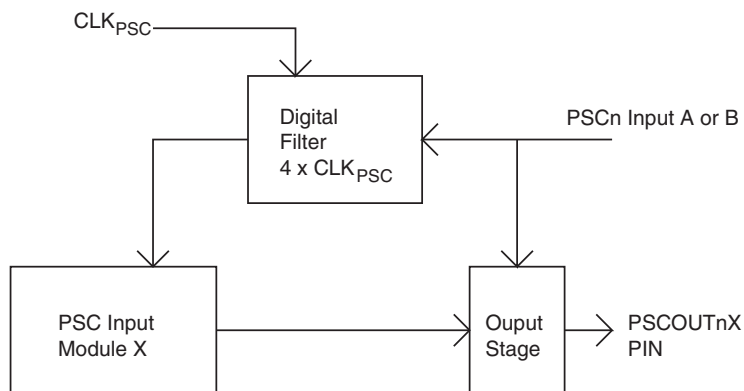 CLKPSC
Digital
Filter
4 x CLKPSC
PSCn Input A or B
PSC Input
Module X
Ouput
Stage
PSCOUTnX
PIN